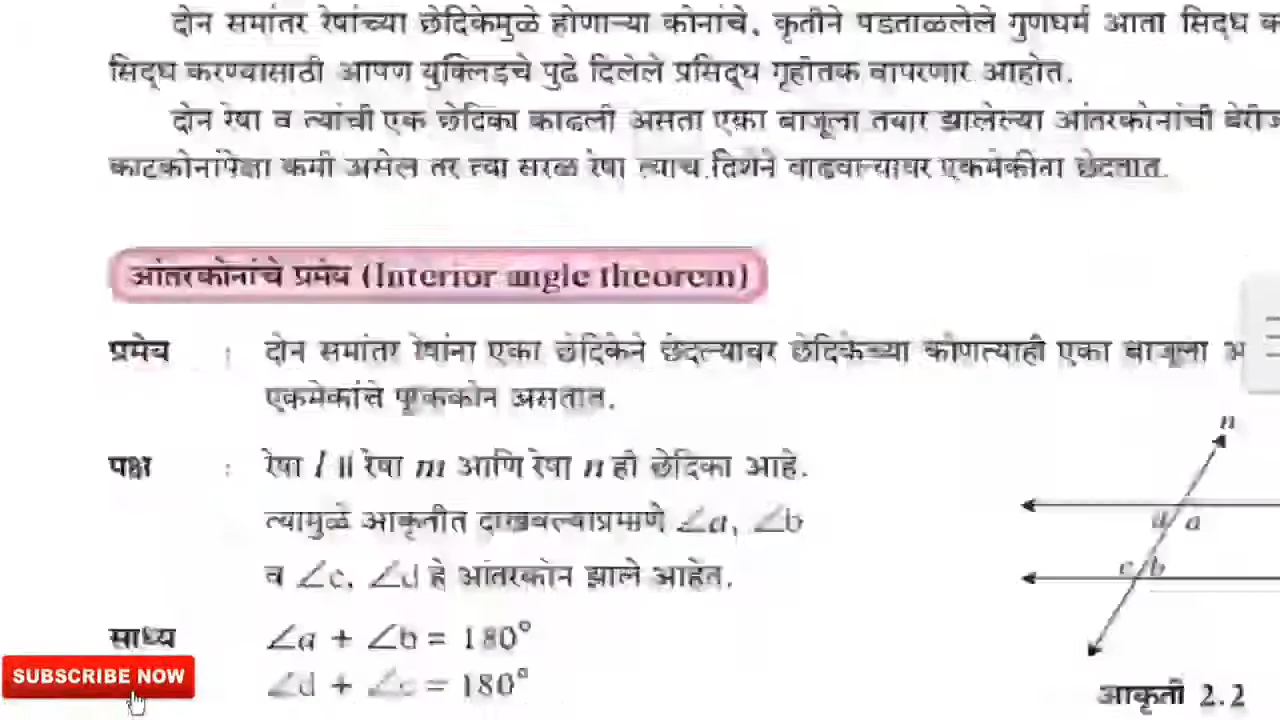 दोन समांतर रेषांच्या छेदिकेमुळे होणाऱ्या कोनांचे, कृतीने पडताळलेले गुणधर्म आता सिद्ध
सिद्ध करण्यासाठी आपण युक्लिडचे पुढे दिलेले प्रसिद्ध गृहीतक वापरणार आहोत.
दोन रेषा व त्यांची एक छेदिका काढली असता एका बाजूला तयार झालेल्या आंतरकोनांची
काटकोनांपेक्षा कमी असेल तर त्या सरळ रेषा त्याच दिशेने वाढवल्यावर एकमेकींना छेदतात.
आंतरकोनांचे प्रमेय (Interior angle theorem)
प्रमेय : दोन समांतर रेषांना एका छेदिकेने छेदल्यावर छेदिकेच्या कोणत्याही एका बाजूला
एकमेकांचे पूरककोन असतात.
पक्ष : रेषा l || रेषा m आणि रेषा n ही छेदिका आहे.
त्यामुळे आकृतीत दाखवल्याप्रमाणे ∠a, ∠b
व ∠c, ∠d हे आंतरकोन झाले आहेत.
साध्य ∠a + ∠b = 180°
∠d + ∠c = 180°
n
d a
c b
आकृती 2.2
SUBSCRIBE NOW